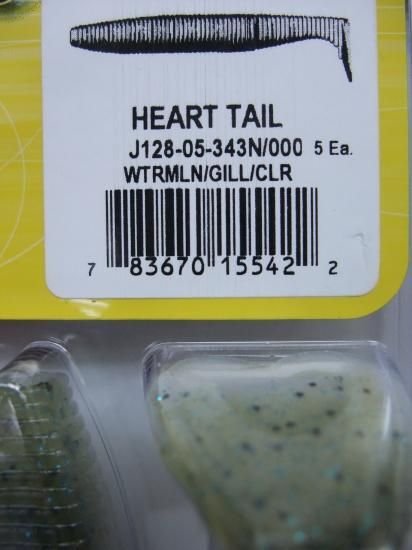 HEART TAIL
J128-05-343N/000 5 Ea.
WTRMLN/GILL/CLR
7 83670 15542 2